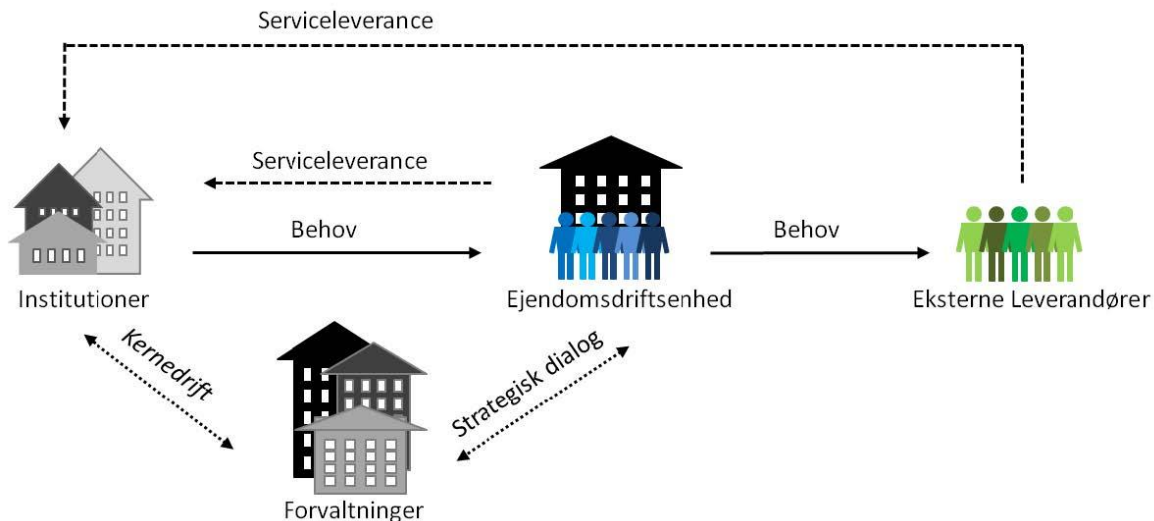 Serviceleverance
Serviceleverance
Behov
Behov
Institutioner
Ejendomsdriftsenhed
Eksterne Leverandører
Kernedrift
Strategisk dialog
Forvaltninger